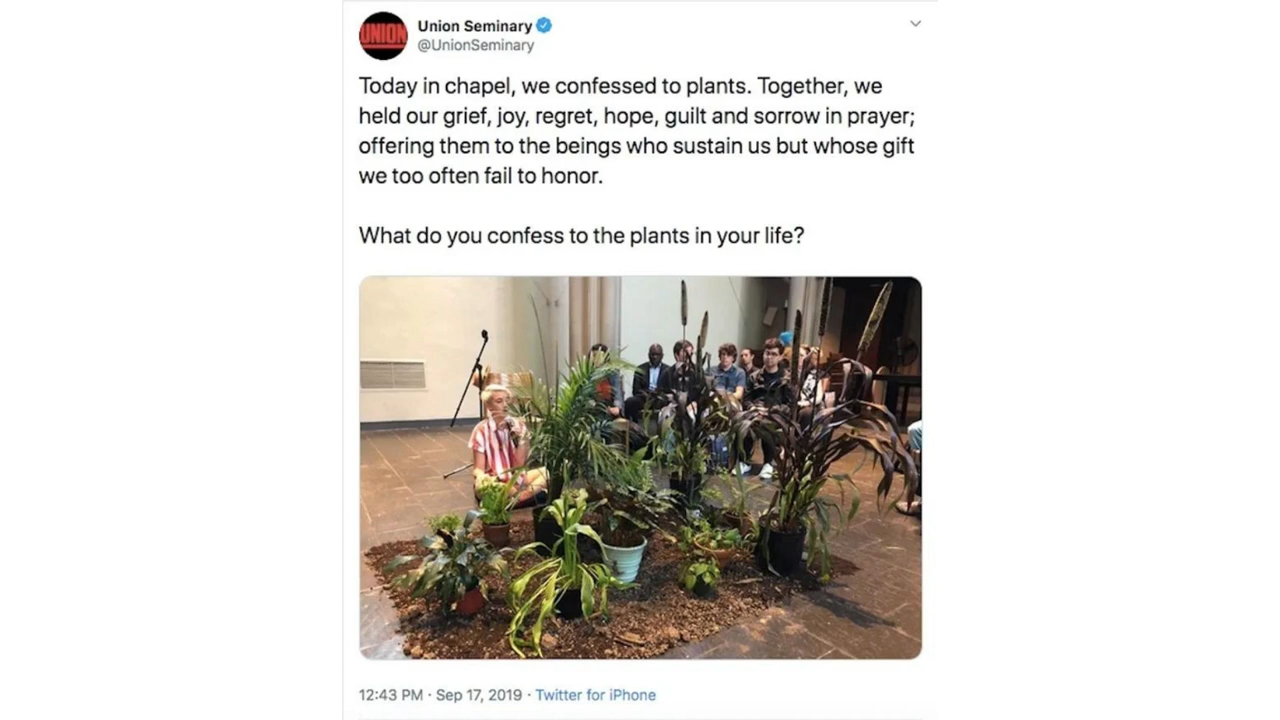 UNION
Union Seminary
@UnionSeminary
Today in chapel, we confessed to plants. Together, we
held our grief, joy, regret, hope, guilt and sorrow in prayer;
offering them to the beings who sustain us but whose gift
we too often fail to honor.
What do you confess to the plants in your life?
12:43 PM · Sep 17, 2019 · Twitter for iPhone